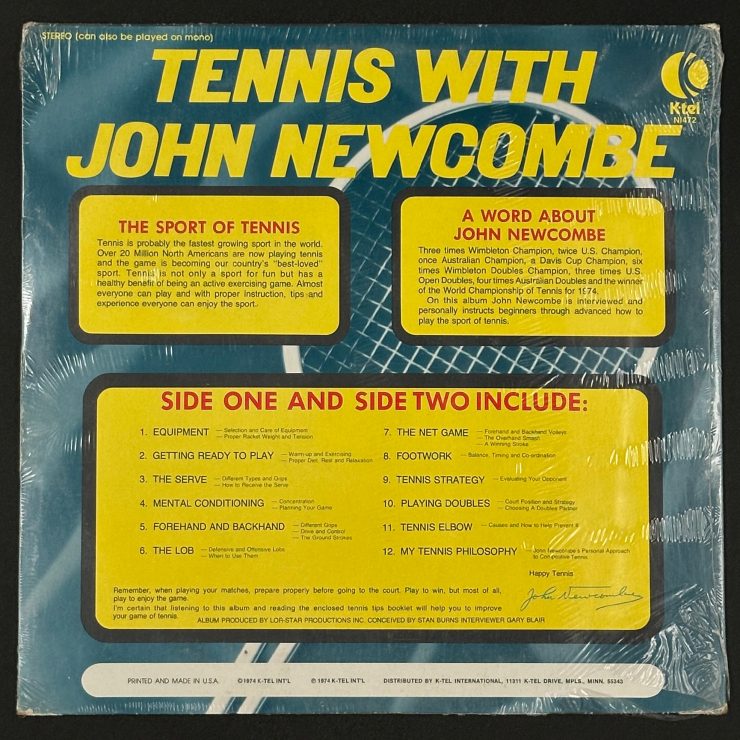 STEREO (can also be played on mono)
TENNIS WITH
JOHN NEWCOMBE
K-tel
N1472
THE SPORT OF TENNIS
Tennis is probably the fastest growing sport in the world.
Over 20 Million North Americans are now playing tennis
and the game is becoming our country's "best-loved"
sport. Tennis is not only a sport for fun but has a
healthy benefit of being an active exercising game. Almost
everyone can play and with proper instruction, tips and
experience everyone can enjoy the sport.
A WORD ABOUT
JOHN NEWCOMBE
Three times Wimbleton Champion, twice U.S. Champion,
once Australian Champion, a Davis Cup Champion, six
times Wimbleton Doubles Champion, three times U.S.
Open Doubles, four times Australian Doubles and the winner
of the World Championship of Tennis for 1974.
On this album John Newcombe is interviewed and
personally instructs beginners through advanced how to
play the sport of tennis.
SIDE ONE AND SIDE TWO INCLUDE:
1. EQUIPMENT — Selection and Care of Equipment
— Proper Racket Weight and Tension
2. GETTING READY TO PLAY — Warm-up and Exercising
— Proper Diet, Rest and Relaxation
3. THE SERVE — Different Types and Grips
— How to Receive the Serve
4. MENTAL CONDITIONING — Concentration
— Planning Your Game
5. FOREHAND AND BACKHAND — Different Grips
— Drive and Control
— The Ground Strokes
6. THE LOB — Defensive and Offensive Lobs
— When to Use Them
7. THE NET GAME — Forehand and Backhand Volleys
— The Overhand Smash
— A Winning Stroke
8. FOOTWORK — Balance, Timing and Co-ordination
9. TENNIS STRATEGY — Evaluating Your Opponent
10. PLAYING DOUBLES — Court Position and Strategy
— Choosing A Doubles Partner
11. TENNIS ELBOW — Causes and How to Help Prevent It
12. MY TENNIS PHILOSOPHY — John Newcombe's Personal Approach
to Competitive Tennis
Happy Tennis
John Newcombe
Remember, when playing your matches, prepare properly before going to the court. Play to win, but most of all,
play to enjoy the game.
I'm certain that listening to this album and reading the enclosed tennis tips booklet will help you to improve
your game of tennis.
ALBUM PRODUCED BY LOR-STAR PRODUCTIONS INC. CONCEIVED BY STAN BURNS INTERVIEWER GARY BLAIR
PRINTED AND MADE IN U.S.A. ©1974 K-TEL INT'L ℗ 1974 K-TEL INT'L DISTRIBUTED BY K-TEL INTERNATIONAL, 11311 K-TEL DRIVE, MPLS., MINN. 55343